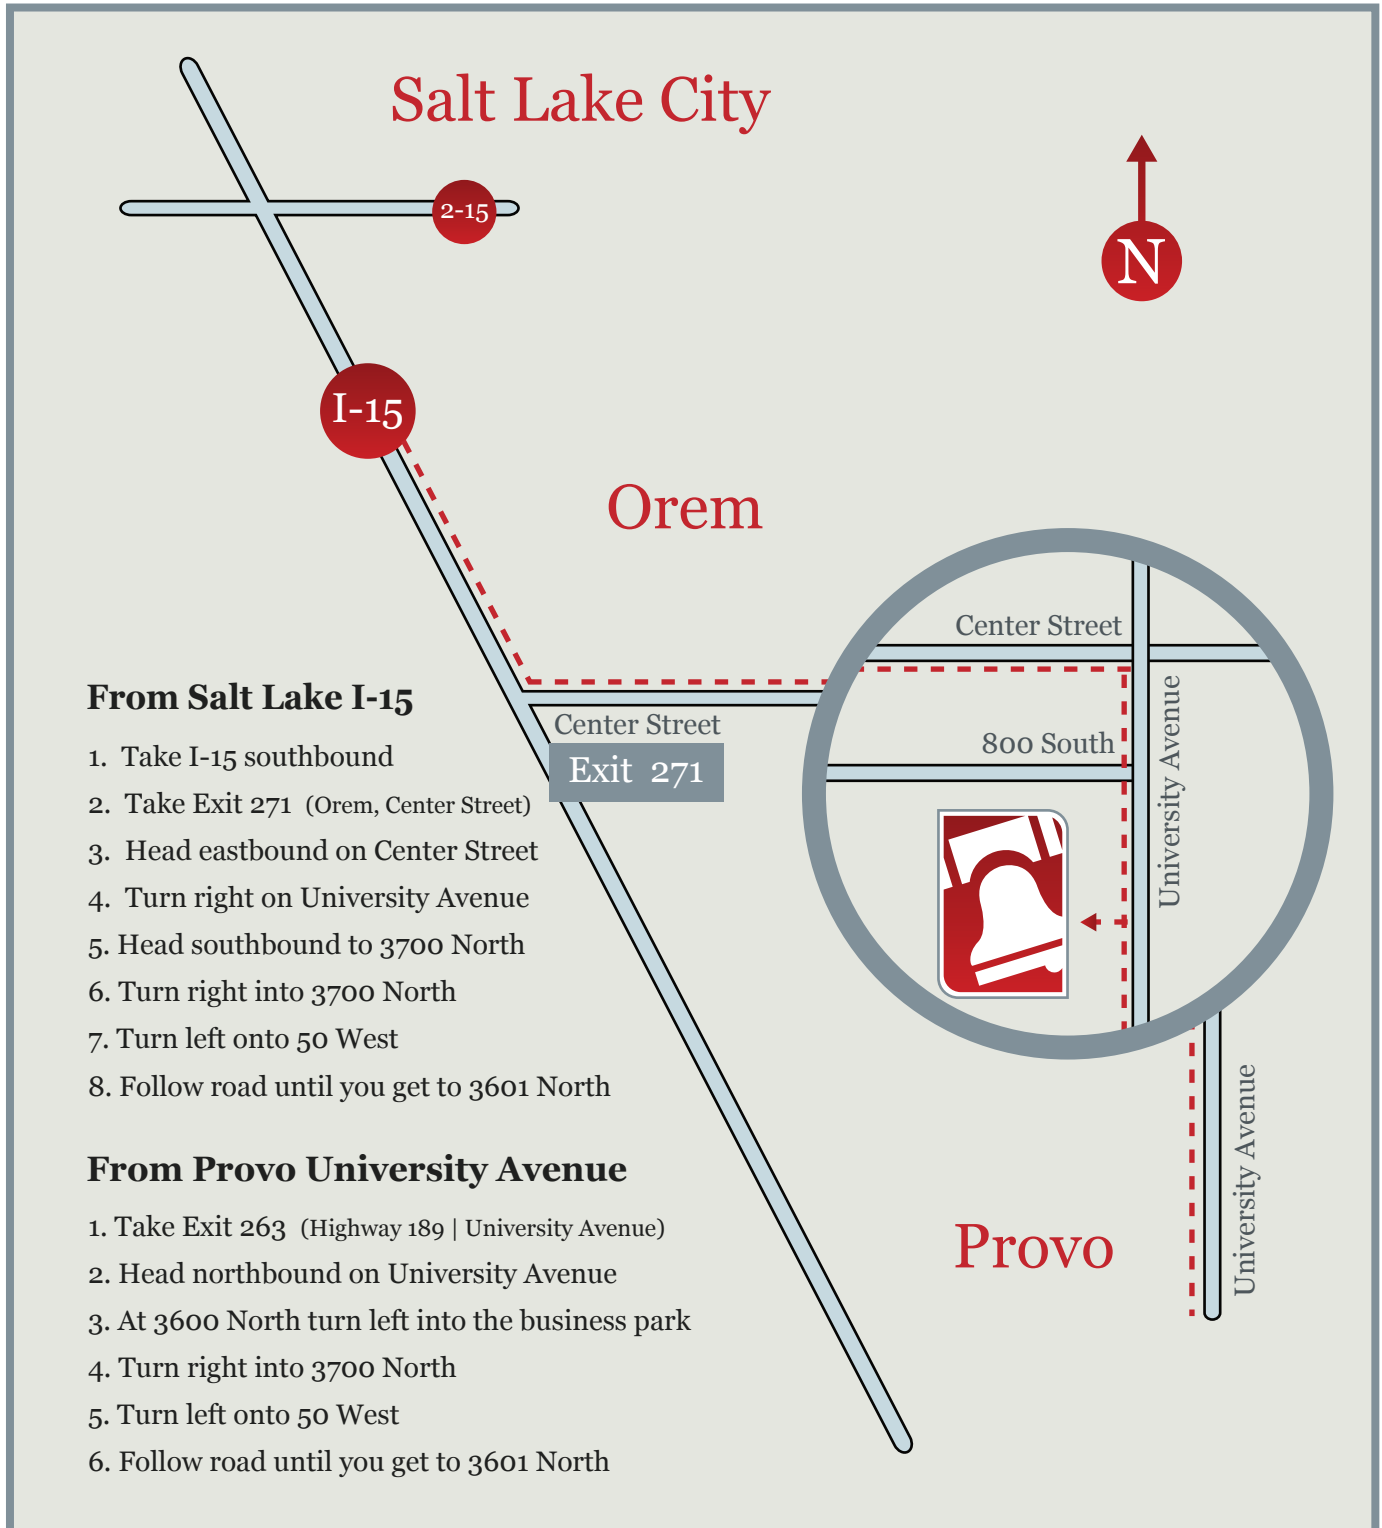 Salt Lake City
2-15
N
I-15
Orem
Center Street
Center Street
Exit 271
800 South
University Avenue
From Salt Lake I-15
1. Take I-15 southbound
2. Take Exit 271 (Orem, Center Street)
3. Head eastbound on Center Street
4. Turn right on University Avenue
5. Head southbound to 3700 North
6. Turn right into 3700 North
7. Turn left onto 50 West
8. Follow road until you get to 3601 North
From Provo University Avenue
1. Take Exit 263 (Highway 189 | University Avenue)
2. Head northbound on University Avenue
3. At 3600 North turn left into the business park
4. Turn right into 3700 North
5. Turn left onto 50 West
6. Follow road until you get to 3601 North
Provo
University Avenue